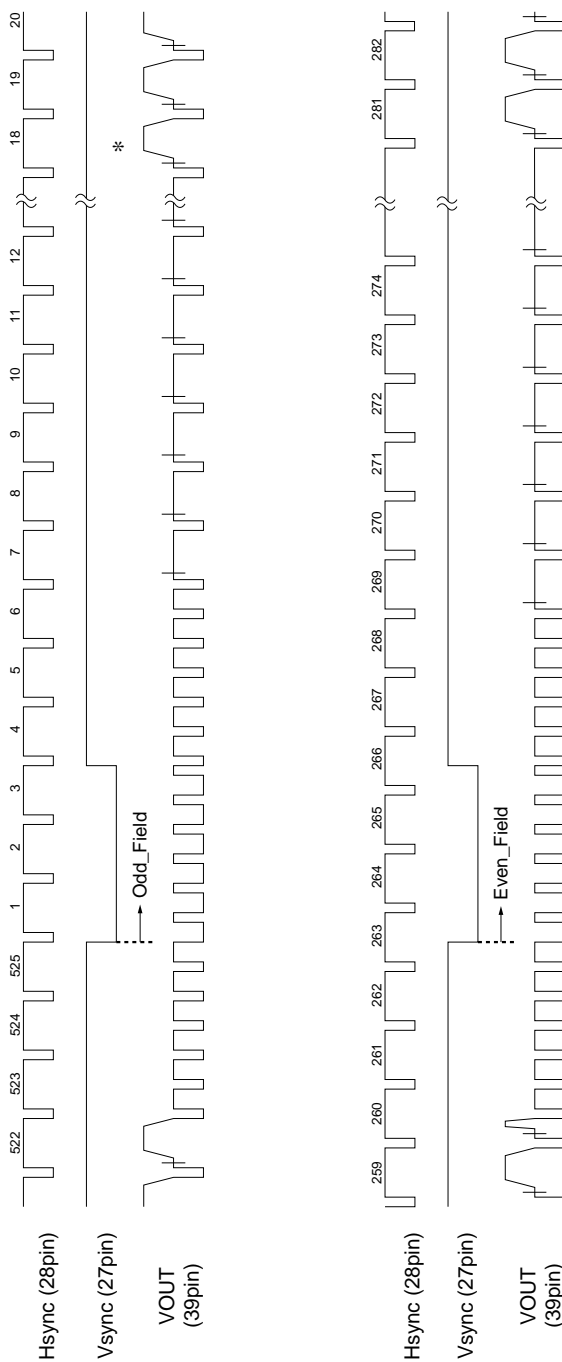 Hsync (28pin)
522 523 524 525 1 2 3 4 5 6 7 8 9 10 11 12 18 19 20
Vsync (27pin)
Odd_Field
*
VOUT
(39pin)
Hsync (28pin)
259 260 261 262 263 264 265 266 267 268 269 270 271 272 273 274 281 282
Vsync (27pin)
Even_Field
VOUT
(39pin)